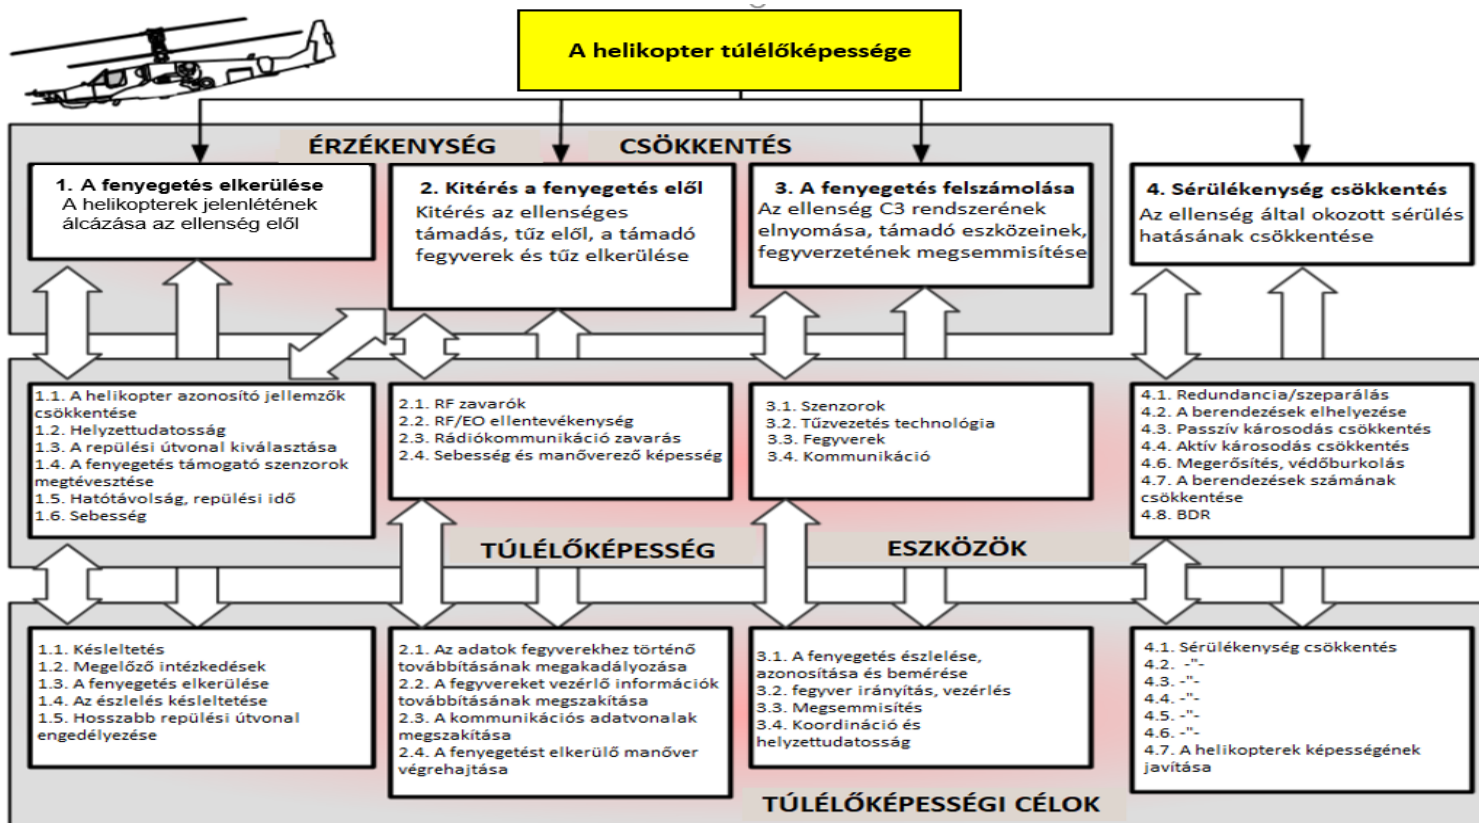 A helikopter túlélőképessége
ÉRZÉKENYSÉG CSÖKKENTÉS
1. A fenyegetés elkerülése
A helikopterek jelenlétének
álcázása az ellenség elől
2. Kitérés a fenyegetés elől
Kitérés az ellenséges
támadás, tűz elől, a támadó
fegyverek és tűz elkerülése
3. A fenyegetés felszámolása
Az ellenség C3 rendszerének
elnyomása, támadó eszközeinek,
fegyverzetének megsemmisítése
4. Sérülékenység csökkentés
Az ellenség által okozott sérülés
hatásának csökkentése
1.1. A helikopter azonosító jellemzők
csökkentése
1.2. Helyzettudatosság
1.3. A repülési útvonal kiválasztása
1.4. A fenyegetés támogató szenzorok
megtévesztése
1.5. Hatótávolság, repülési idő
1.6. Sebesség
2.1. RF zavarók
2.2. RF/EO ellentevékenység
2.3. Rádiókommunikáció zavarás
2.4. Sebesség és manőverező képesség
3.1. Szenzorok
3.2. Tűzvezetés technológia
3.3. Fegyverek
3.4. Kommunikáció
4.1. Redundancia/szeparálás
4.2. A berendezések elhelyezése
4.3. Passzív károsodás csökkentés
4.4. Aktív károsodás csökkentés
4.6. Megerősítés, védőburkolás
4.7. A berendezések számának
csökkentése
4.8. BDR
TÚLÉLŐKÉPESSÉG ESZKÖZÖK
1.1. Késleltetés
1.2. Megelőző intézkedések
1.3. A fenyegetés elkerülése
1.4. Az észlelés késleltetése
1.5. Hosszabb repülési útvonal
engedélyezése
2.1. Az adatok fegyverekhez történő
továbbításának megakadályozása
2.2. A fegyvereket vezérlő információk
továbbításának megszakítása
2.3. A kommunikációs adatvonalak
megszakítása
2.4. A fenyegetést elkerülő manőver
végrehajtása
3.1. A fenyegetés észlelése,
azonosítása és bemérése
3.2. fegyver irányítás, vezérlés
3.3. Megsemmisítés
3.4. Koordináció és
helyzettudatosság
4.1. Sérülékenység csökkentés
4.2. -"-
4.3. -"-
4.4. -"-
4.5. -"-
4.6. -"-
4.7. A helikopterek képességének
javítása
TÚLÉLŐKÉPESSÉGI CÉLOK